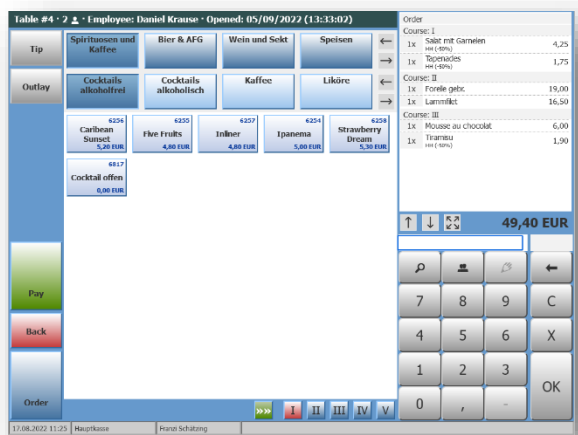 Table #4 · 2 · Employee: Daniel Krause · Opened: 05/09/2022 (13:33:02)
Tip
Outlay
Pay
Back
Order
Spirituosen und Kaffee
Bier & AFG
Wein und Sekt
Speisen
←
→
Cocktails alkoholfrei
Cocktails alkoholisch
Kaffee
Liköre
←
→
6256
Caribean
Sunset
5,20 EUR
6255
Five Fruits
4,80 EUR
6257
Inliner
4,80 EUR
6254
Ipanema
5,00 EUR
6258
Strawberry
Dream
5,30 EUR
6817
Cocktail offen
0,00 EUR
»» I II III IV V
Order
Course: I
1x Salat mit Garnelen 4,25
HH (-50%)
1x Tapenades 1,75
HH (-50%)
Course: II
1x Forelle gebr. 19,00
1x Lammfilet 16,50
Course: III
1x Mousse au chocolat 6,00
1x Tiramisu 1,90
HH (-50%)
↑ ↓ 49,40 EUR
←
7 8 9 C
4 5 6 X
1 2 3
OK
0 , -
17.08.2022 11:25 Hauptkasse Franzi Schätzing